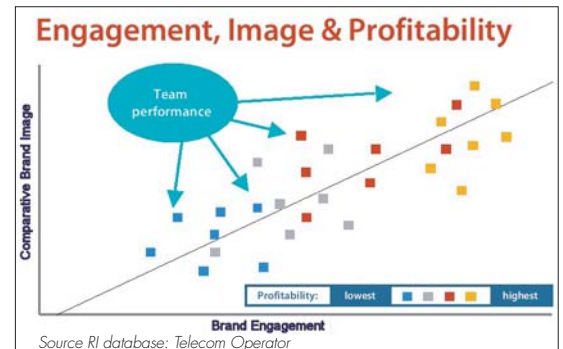 Engagement, Image & Profitability
Team
performance
Comparative Brand Image
Profitability: lowest highest
Brand Engagement
Source RI database: Telecom Operator